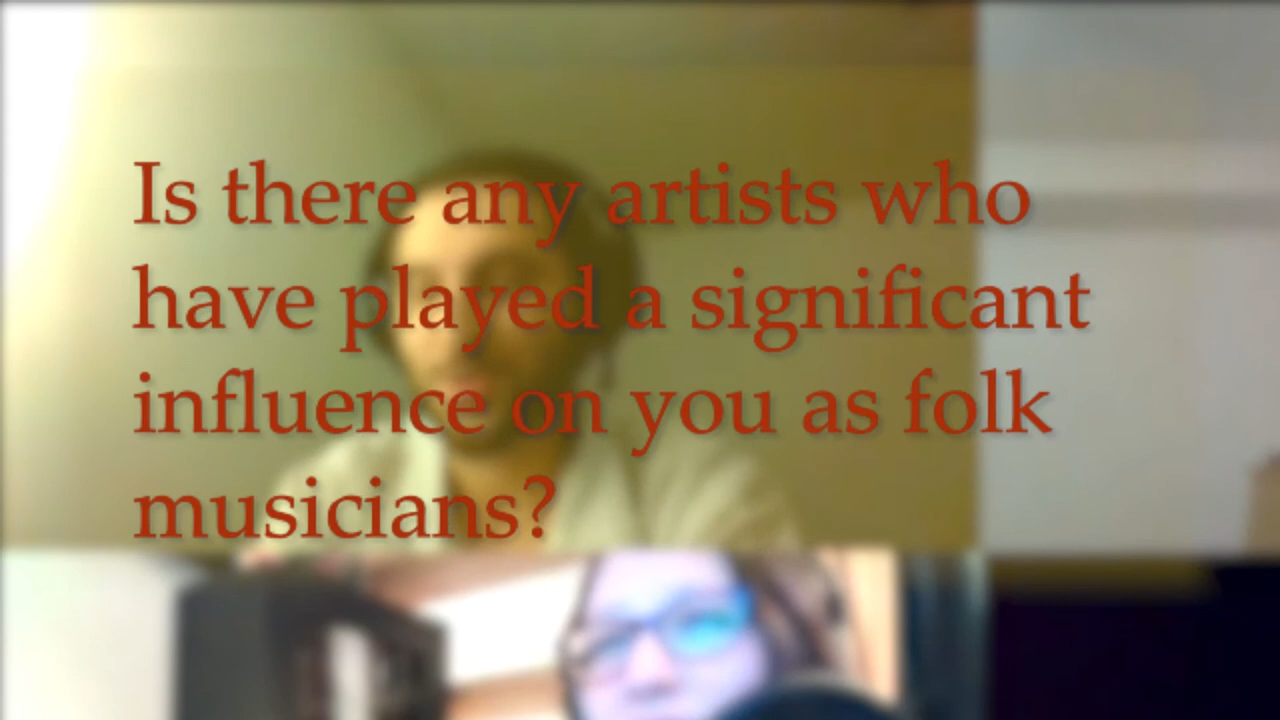 Is there any artists who
have played a significant
influence on you as folk
musicians?